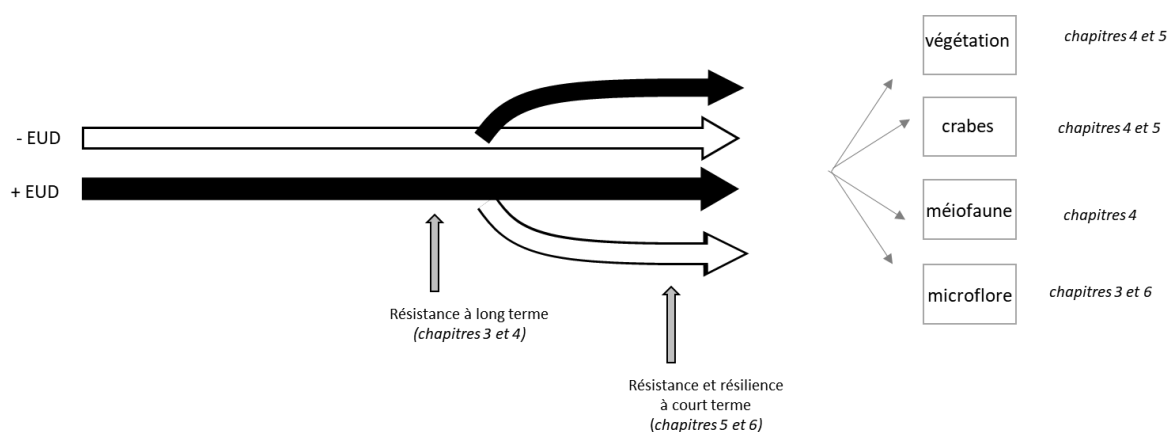 - EUD
+ EUD
Résistance à long terme
(chapitres 3 et 4)
Résistance et résilience
à court terme
(chapitres 5 et 6)
végétation
chapitres 4 et 5
crabes
chapitres 4 et 5
méiofaune
chapitres 4
microflore
chapitres 3 et 6